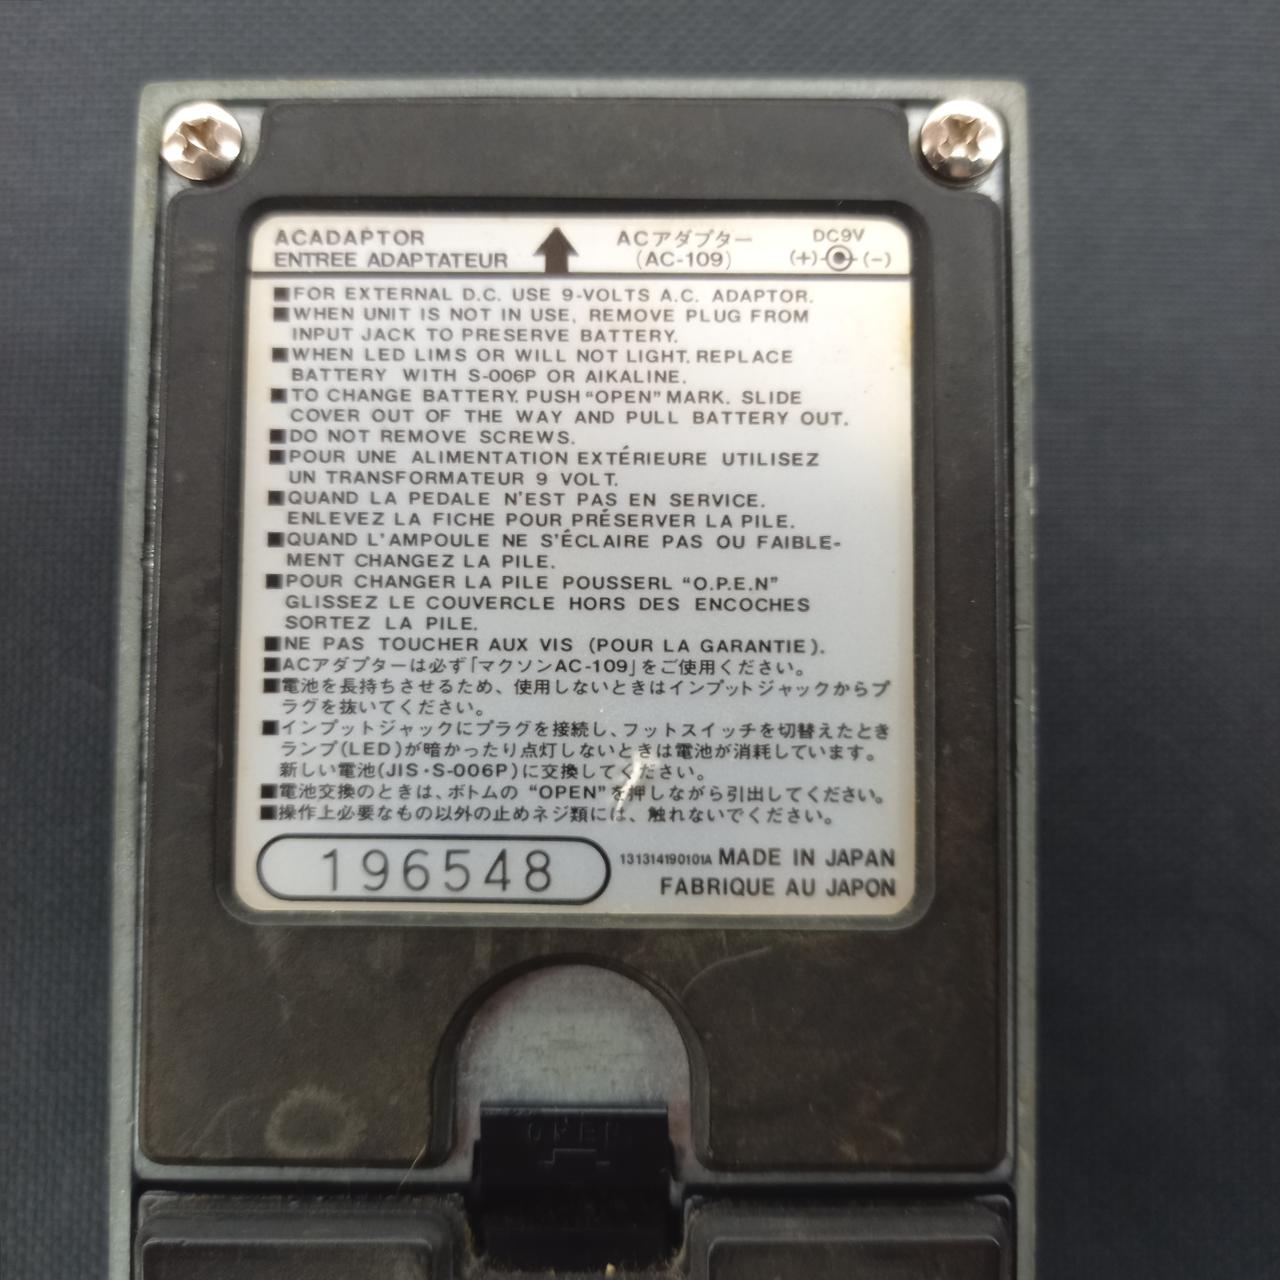 ACADAPTOR
ENTREE ADAPTATEUR
ACアダプター
(AC-109)
DC9V
(+) (-)
■FOR EXTERNAL D.C. USE 9-VOLTS A.C. ADAPTOR.
■WHEN UNIT IS NOT IN USE, REMOVE PLUG FROM
INPUT JACK TO PRESERVE BATTERY.
■WHEN LED LIMS OR WILL NOT LIGHT, REPLACE
BATTERY WITH S-006P OR AIKALINE.
■TO CHANGE BATTERY. PUSH "OPEN" MARK. SLIDE
COVER OUT OF THE WAY AND PULL BATTERY OUT.
■DO NOT REMOVE SCREWS.
■POUR UNE ALIMENTATION EXTÉRIEURE UTILISEZ
UN TRANSFORMATEUR 9 VOLT.
■QUAND LA PEDALE N'EST PAS EN SERVICE.
ENLEVEZ LA FICHE POUR PRÉSERVER LA PILE.
■QUAND L'AMPOULE NE S'ÉCLAIRE PAS OU FAIBLE-
MENT CHANGEZ LA PILE.
■POUR CHANGER LA PILE POUSSERL "O.P.E.N"
GLISSEZ LE COUVERCLE HORS DES ENCOCHES
SORTEZ LA PILE.
■NE PAS TOUCHER AUX VIS (POUR LA GARANTIE).
■ACアダプターは必ず「マクソンAC-109」をご使用ください。
■電池を長持ちさせるため、使用しないときはインプットジャックからプ
ラグを抜いてください。
■インプットジャックにプラグを接続し、フットスイッチを切替えたとき
ランプ(LED)が暗かったり点灯しないときは電池が消耗しています。
新しい電池(JIS・S-006P)に交換してください。
■電池交換のときは、ボトムの "OPEN" を押しながら引出してください。
■操作上必要なもの以外の止めネジ類には、触れないでください。
196548
131314190101A MADE IN JAPAN
FABRIQUE AU JAPON
OPEN